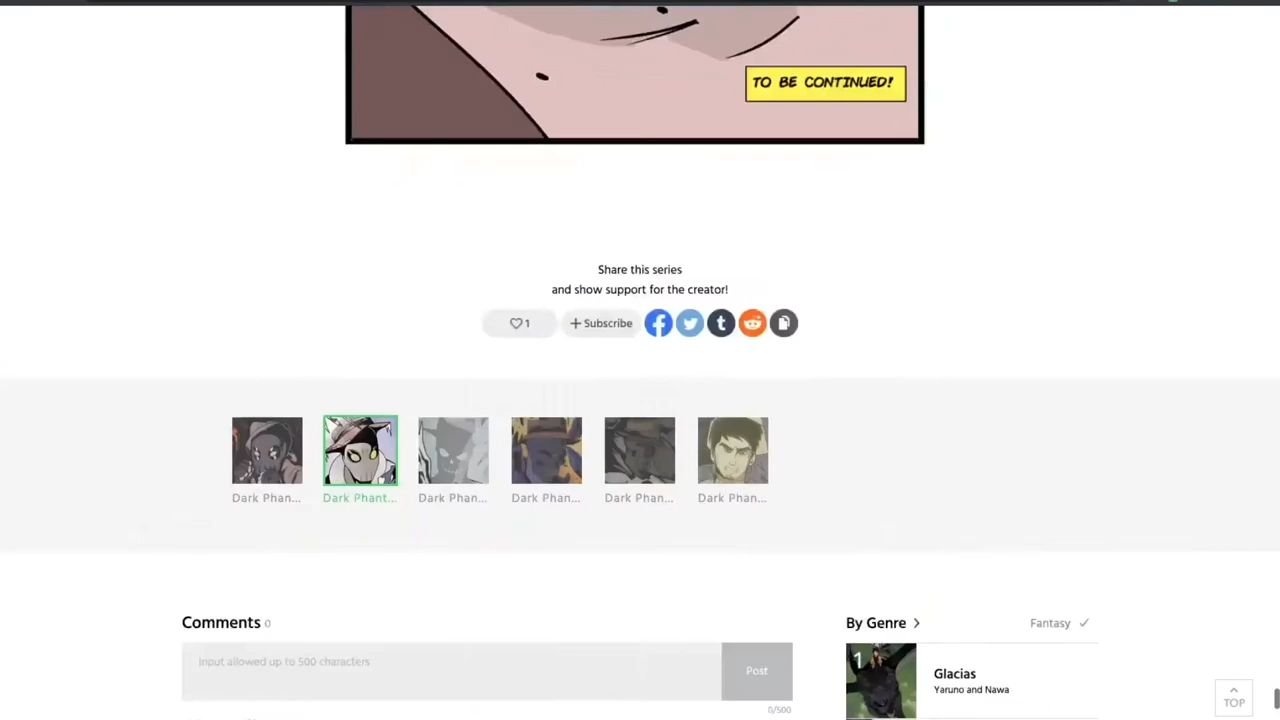 TO BE CONTINUED!
Share this series
and show support for the creator!
1
+ Subscribe
Dark Phan...
Dark Phant...
Dark Phan...
Dark Phan...
Dark Phan...
Dark Phan...
Comments 0
Input allowed up to 500 characters
Post
0/500
By Genre >
Fantasy
1
Glacias
Yaruno and Nawa
TOP